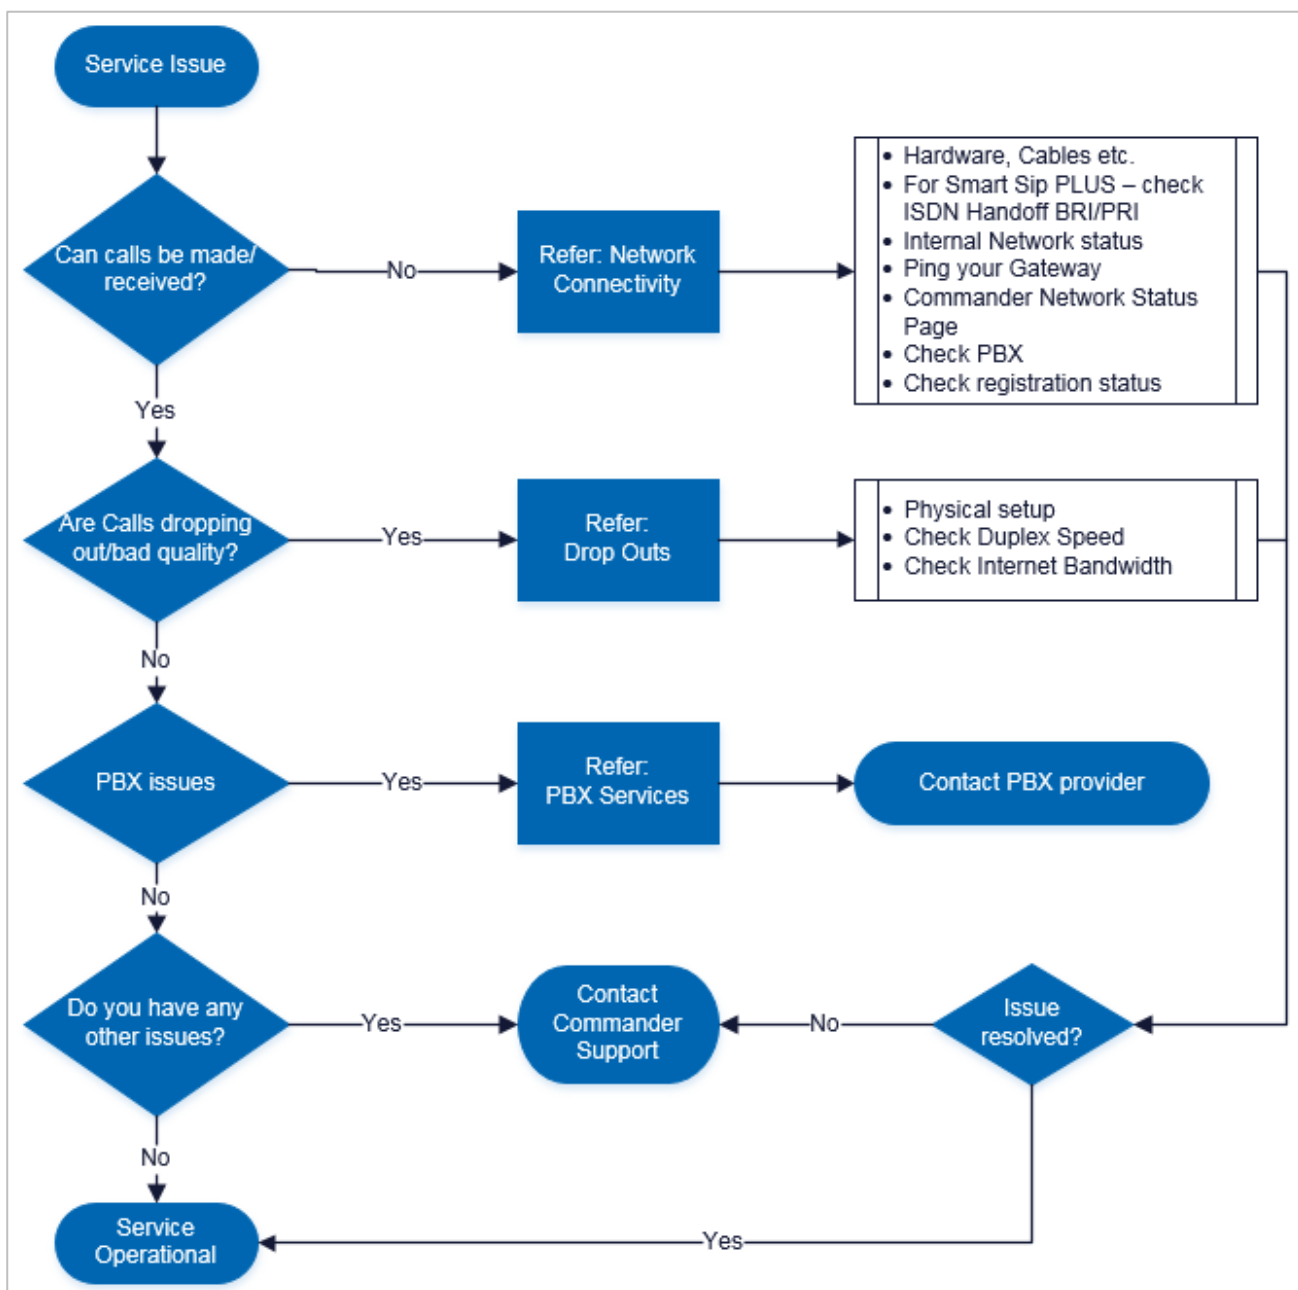 Service Issue
Can calls be made/
received?
No
Refer: Network
Connectivity
• Hardware, Cables etc.
• For Smart Sip PLUS – check
ISDN Handoff BRI/PRI
• Internal Network status
• Ping your Gateway
• Commander Network Status
Page
• Check PBX
• Check registration status
Yes
Are Calls dropping
out/bad quality?
Yes
Refer:
Drop Outs
• Physical setup
• Check Duplex Speed
• Check Internet Bandwidth
No
PBX issues
Yes
Refer:
PBX Services
Contact PBX provider
No
Do you have any
other issues?
Yes
Contact
Commander
Support
No
Issue
resolved?
No
Service
Operational
Yes